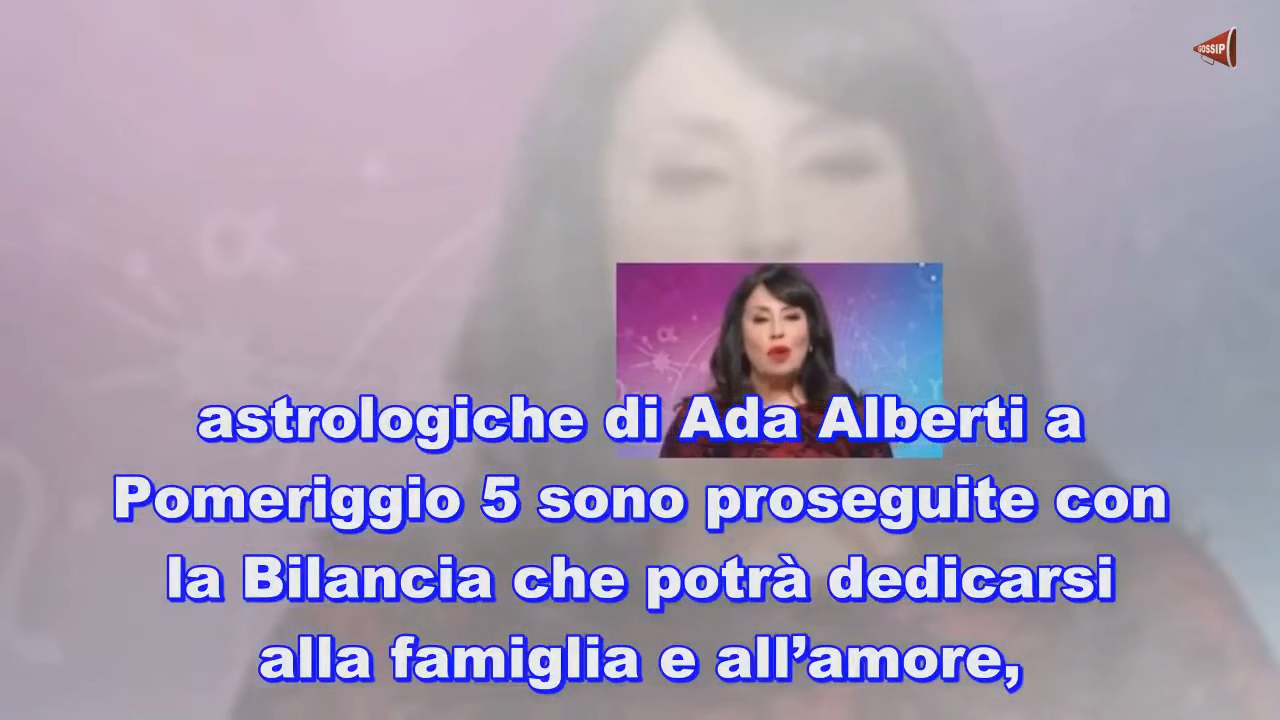 GOSSIP
astrologiche di Ada Alberti a
Pomeriggio 5 sono proseguite con
la Bilancia che potrà dedicarsi
alla famiglia e all’amore,